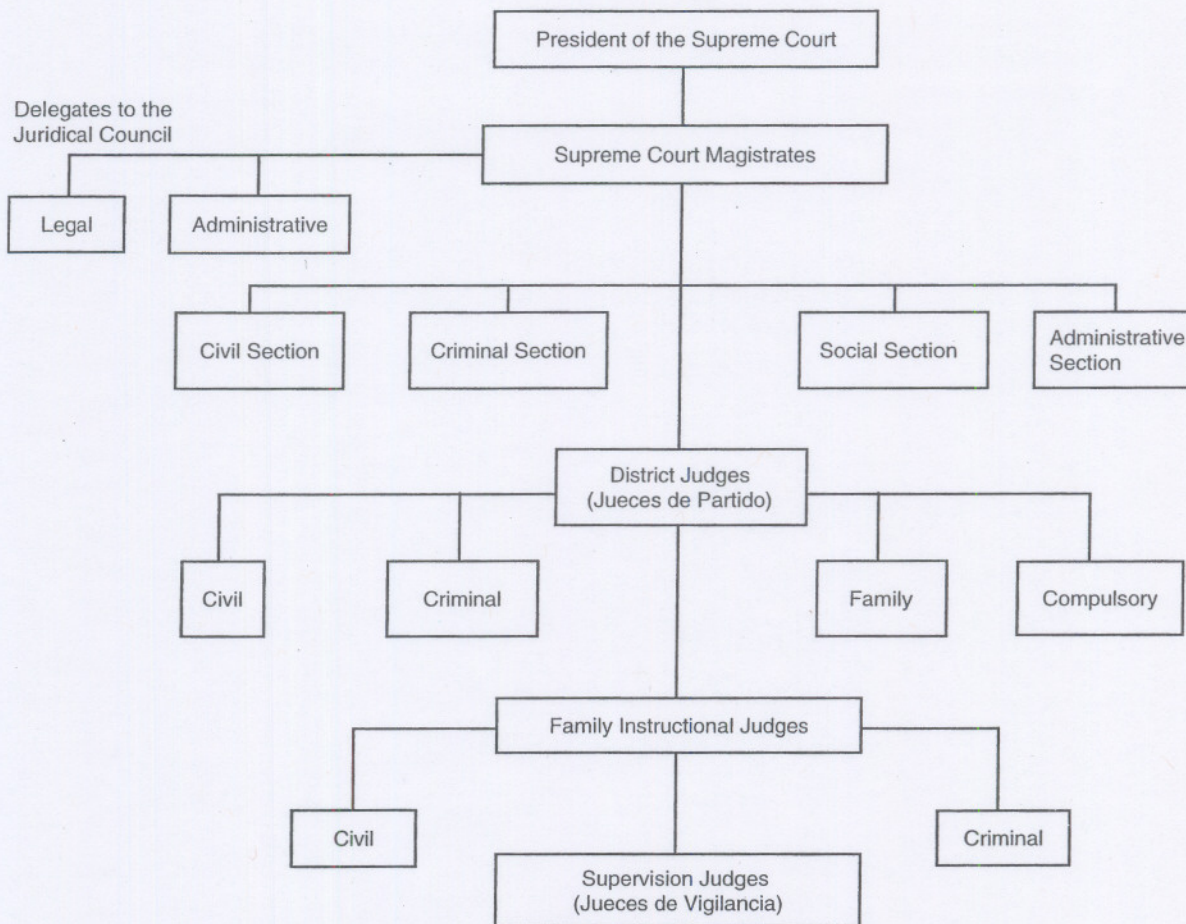 President of the Supreme Court
Delegates to the
Juridical Council
Supreme Court Magistrates
Legal
Administrative
Civil Section
Criminal Section
Social Section
Administrative
Section
District Judges
(Jueces de Partido)
Civil
Criminal
Family
Compulsory
Family Instructional Judges
Civil
Criminal
Supervision Judges
(Jueces de Vigilancia)